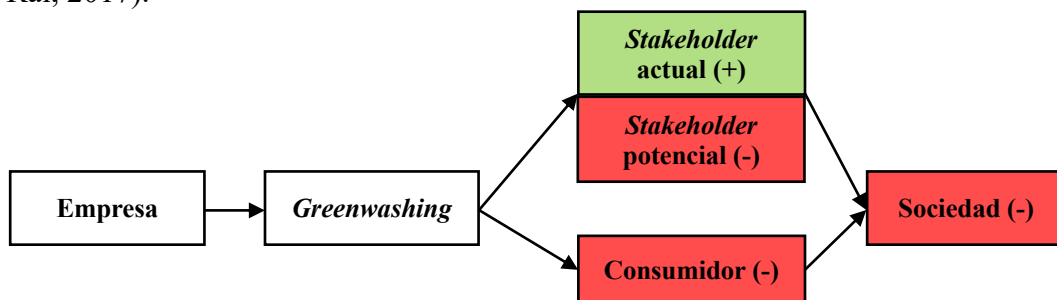 Rai, 2017).
Stakeholder
actual (+)
Stakeholder
potencial (-)
Empresa
Greenwashing
Sociedad (-)
Consumidor (-)